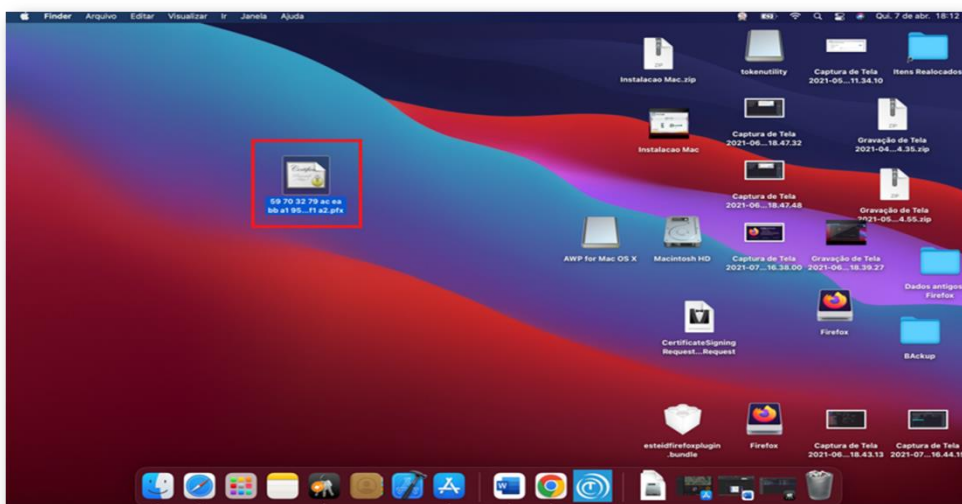 Finder Arquivo Editar Visualizar Ir Janela Ajuda
Qui. 7 de abr. 18:12
ZIP
Instalacao Mac.zip
tokenutility
Captura de Tela
2021-05...11.34.10
Itens Realocados
Instalacao Mac
Captura de Tela
2021-06...18.47.32
ZIP
Gravação de Tela
2021-04...4.35.zip
59 70 32 79 ac ea
bb a1 95...f1 a2.pfx
Captura de Tela
2021-06...18.47.48
ZIP
Gravação de Tela
2021-05...4.55.zip
AWP for Mac OS X
Macintosh HD
Captura de Tela
2021-07...16.38.00
Gravação de Tela
2021-06...18.39.27
Dados antigos
Firefox
CertificateSigning
Request...Request
Firefox
BAckup
esteidfirefoxplugin
.bundle
Firefox
Captura de Tela
2021-06...18.43.13
Captura de Tela
2021-07...16.44.15